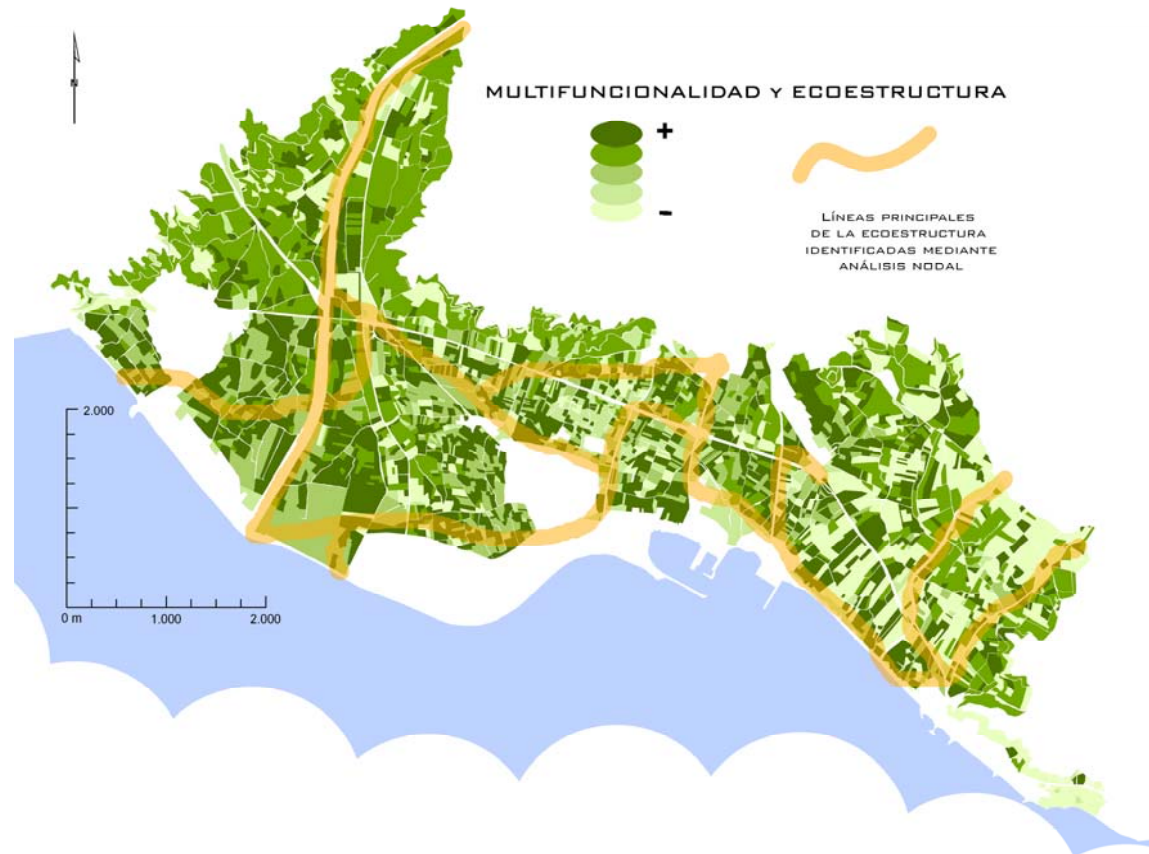 MULTIFUNCIONALIDAD Y ECOESTRUCTURA
+
-
LÍNEAS PRINCIPALES
DE LA ECOESTRUCTURA
IDENTIFICADAS MEDIANTE
ANÁLISIS NODAL
N
2.000
0 m 1.000 2.000